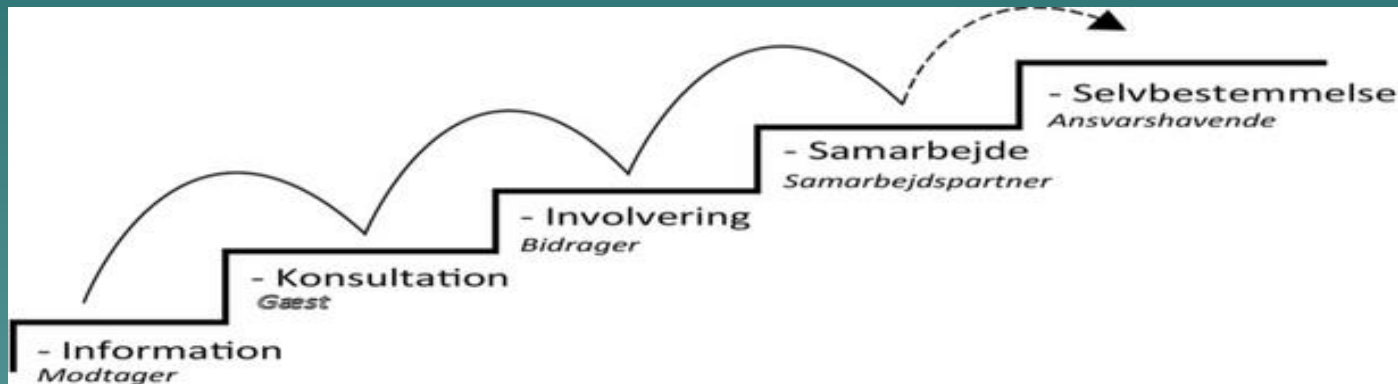 - Selvbestemmelse
Ansvarshavende
- Samarbejde
Samarbejdspartner
- Involvering
Bidrager
- Konsultation
Gæst
- Information
Modtager